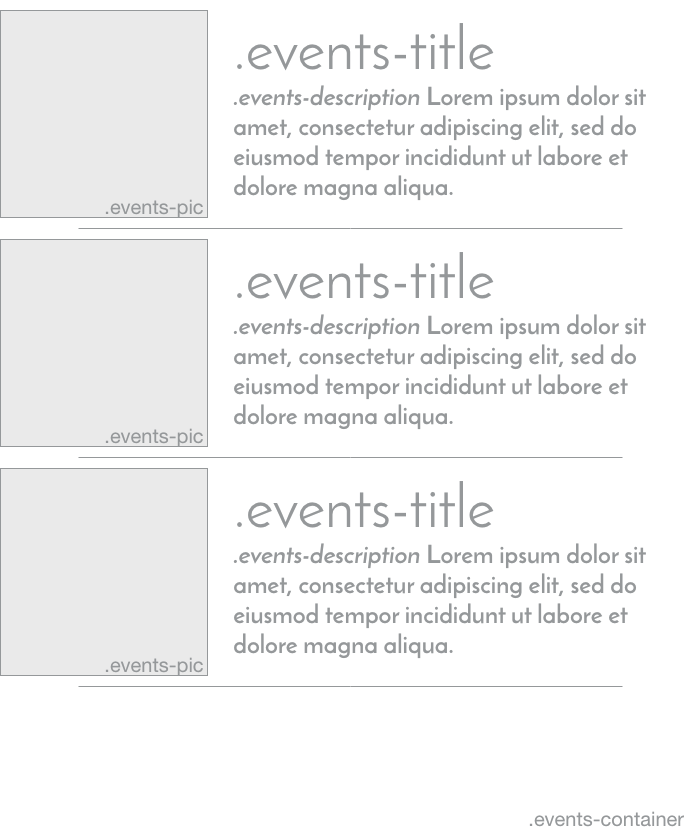 .events-title
.events-description Lorem ipsum dolor sit
amet, consectetur adipiscing elit, sed do
eiusmod tempor incididunt ut labore et
dolore magna aliqua.
.events-pic
.events-title
.events-description Lorem ipsum dolor sit
amet, consectetur adipiscing elit, sed do
eiusmod tempor incididunt ut labore et
dolore magna aliqua.
.events-pic
.events-title
.events-description Lorem ipsum dolor sit
amet, consectetur adipiscing elit, sed do
eiusmod tempor incididunt ut labore et
dolore magna aliqua.
.events-pic
.events-container